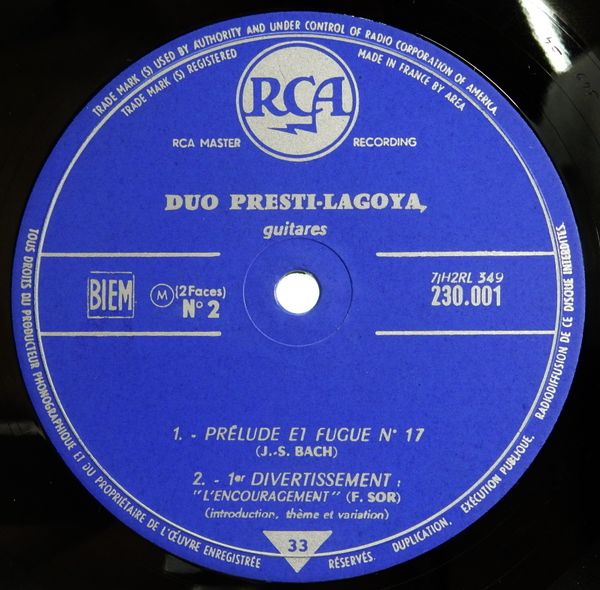 TRADE MARK (S) USED BY AUTHORITY AND UNDER CONTROL OF RADIO CORPORATION OF AMERICA.
TRADE MARK (S) REGISTERED
MADE IN FRANCE BY AREA
RCA
RCA MASTER RECORDING
DUO PRESTI-LAGOYA,
guitares
BIEM
M (2 Faces)
N° 2
7jH2RL 349
230.001
1. - PRÉLUDE ET FUGUE N° 17
(J.-S. BACH)
2. - 1er DIVERTISSEMENT :
"L'ENCOURAGEMENT" (F. SOR)
(introduction, thème et variation)
33
TOUS DROITS DU PRODUCTEUR PHONOGRAPHIQUE ET DU PROPRIÉTAIRE DE L'ŒUVRE ENREGISTRÉE RÉSERVÉS. DUPLICATION, EXÉCUTION PUBLIQUE, RADIODIFFUSION DE CE DISQUE INTERDITES.